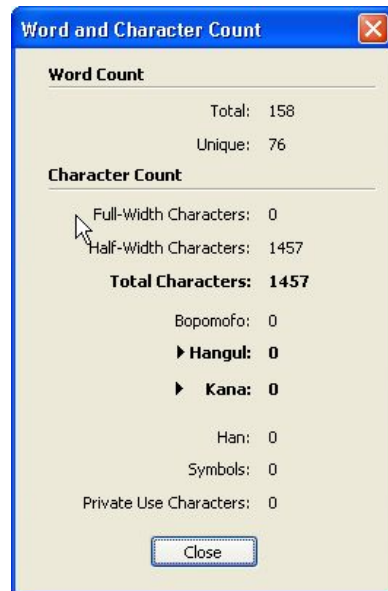 Word and Character Count
Word Count
Total: 158
Unique: 76
Character Count
Full-Width Characters: 0
Half-Width Characters: 1457
Total Characters: 1457
Bopomofo: 0
Hangul: 0
Kana: 0
Han: 0
Symbols: 0
Private Use Characters: 0
Close